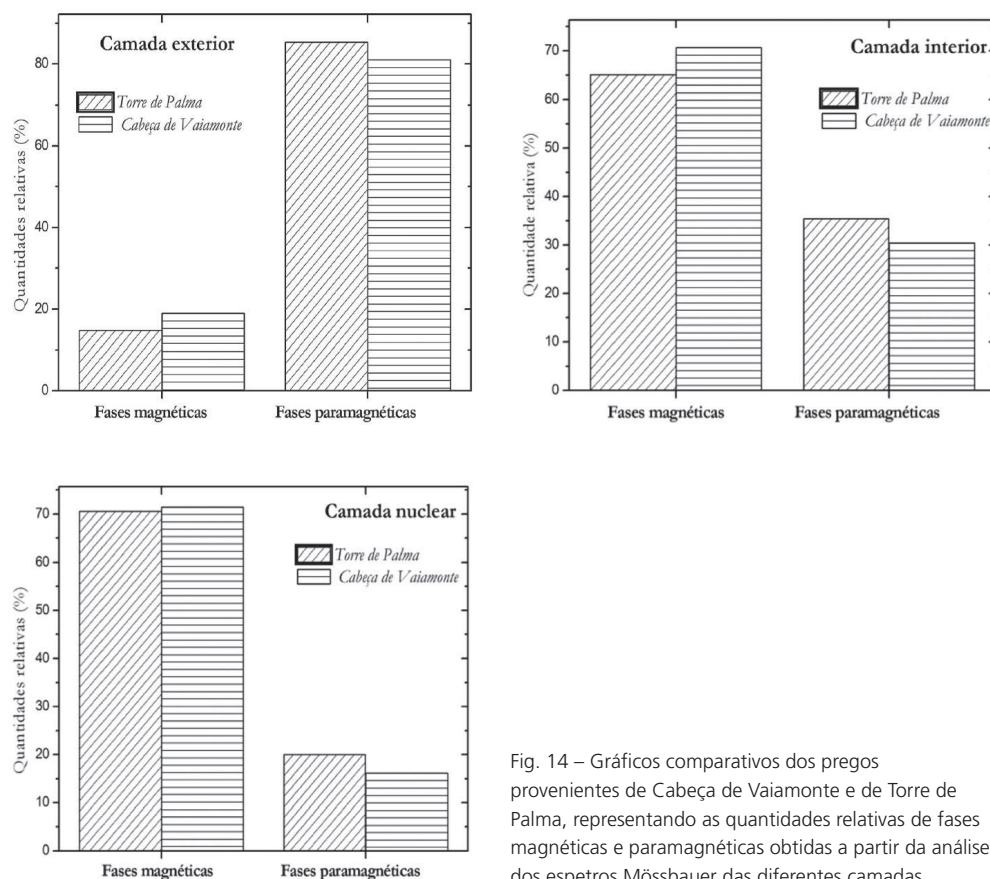 Camada exterior
Torre de Palma
Cabeça de Vaiamonte
Quantidades relativas (%)
80
60
40
20
0
Fases magnéticas
Fases paramagnéticas
Camada interior
Torre de Palma
Cabeça de Vaiamonte
Quantidade relativa (%)
70
60
50
40
30
20
10
0
Fases magnéticas
Fases paramagnéticas
Camada nuclear
Torre de Palma
Cabeça de Vaiamonte
Quantidades relativas (%)
70
60
50
40
30
20
10
0
Fases magnéticas
Fases paramagnéticas
Fig. 14 – Gráficos comparativos dos pregos
provenientes de Cabeça de Vaiamonte e de Torre de
Palma, representando as quantidades relativas de fases
magnéticas e paramagnéticas obtidas a partir da análise
dos espetros Mössbauer das diferentes camadas